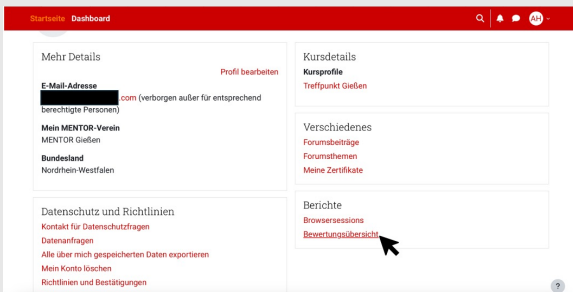 Startseite Dashboard
AH
Mehr Details
Profil bearbeiten
E-Mail-Adresse
.com (verborgen außer für entsprechend
berechtigte Personen)
Mein MENTOR-Verein
MENTOR Gießen
Bundesland
Nordrhein-Westfalen
Datenschutz und Richtlinien
Kontakt für Datenschutzfragen
Datenanfragen
Alle über mich gespeicherten Daten exportieren
Mein Konto löschen
Richtlinien und Bestätigungen
Kursdetails
Kursprofile
Treffpunkt Gießen
Verschiedenes
Forumsbeiträge
Forumsthemen
Meine Zertifikate
Berichte
Browsersessions
Bewertungsübersicht
?